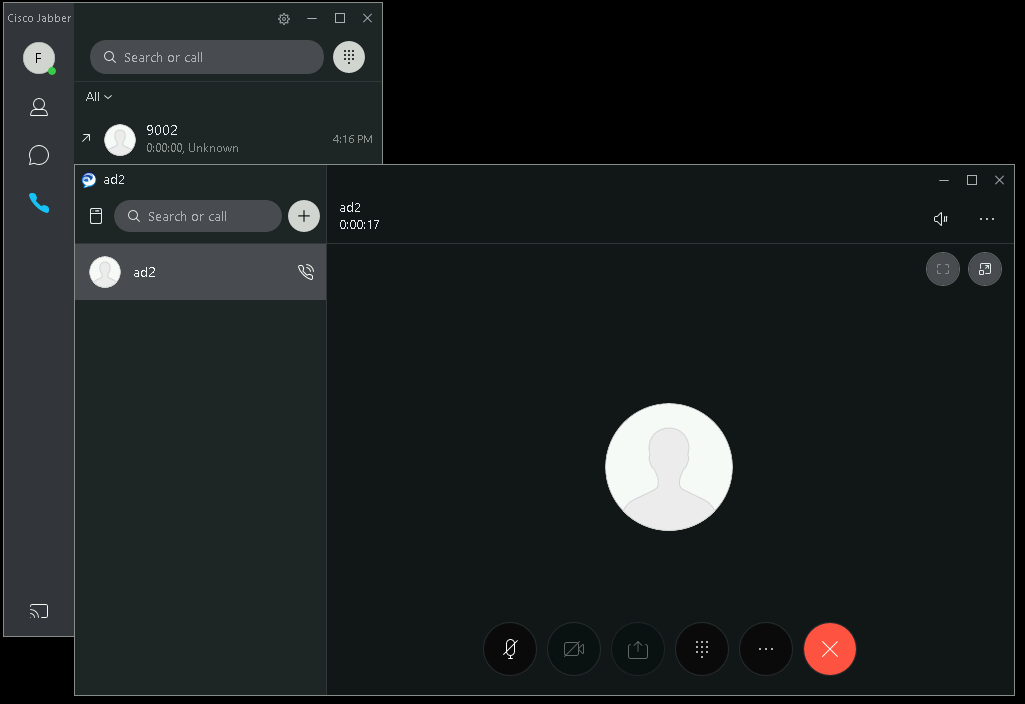 Cisco Jabber
F
Search or call
All
9002
0:00:00, Unknown
4:16 PM
ad2
Search or call
ad2
0:00:17
ad2